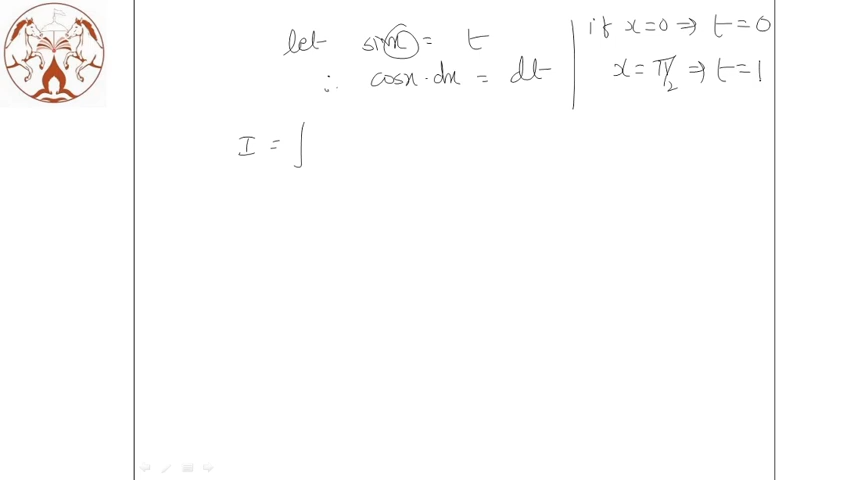 let sinx = t
∴ cosx·dx = dt
if x=0 ⇒ t=0
x=π/2 ⇒ t=1
I = ∫